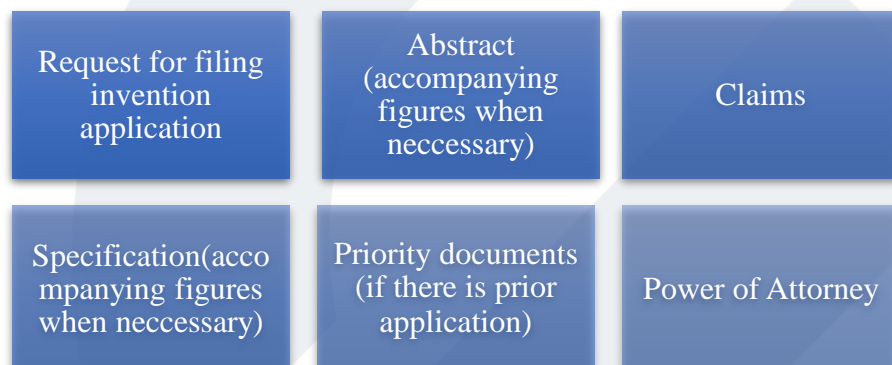 Request for filing
invention
application
Abstract
(accompanying
figures when
neccessary)
Claims
Specification(acco
mpanying figures
when neccessary)
Priority documents
(if there is prior
application)
Power of Attorney